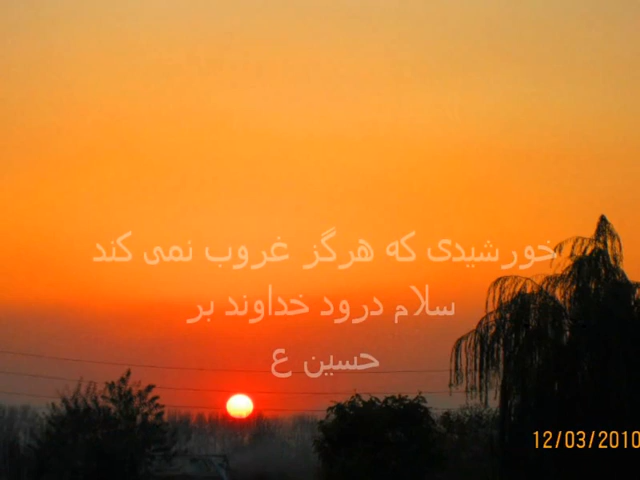 خورشیدی که هرگز غروب نمی کند
سلام درود خداوند بر
حسین ع
12/03/2010